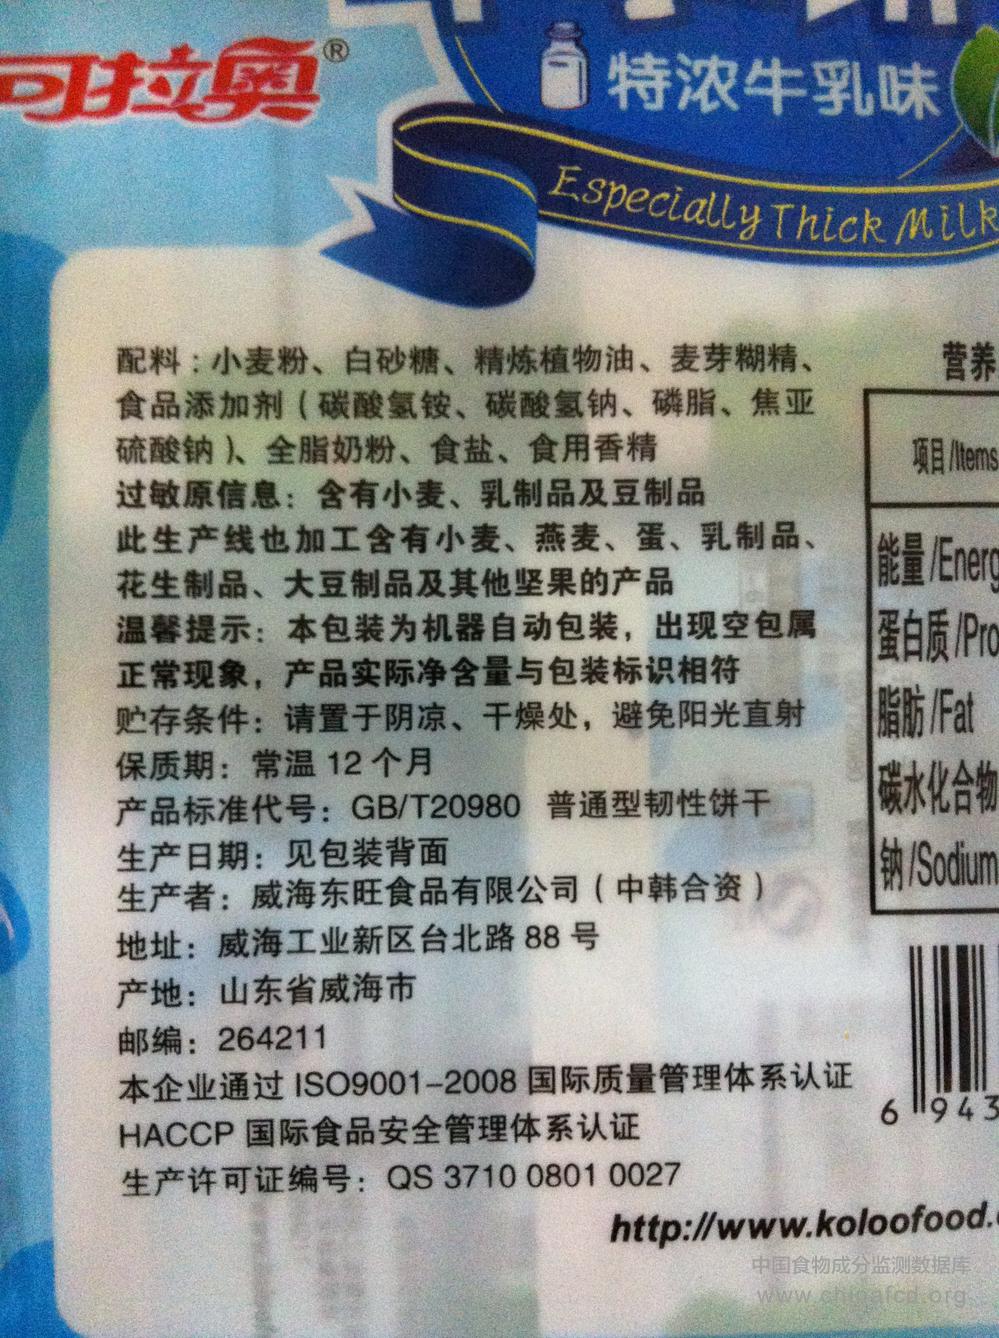 可拉奥®
特浓牛乳味
Especially Thick Milk
配料：小麦粉、白砂糖、精炼植物油、麦芽糊精、
食品添加剂（碳酸氢铵、碳酸氢钠、磷脂、焦亚
硫酸钠）、全脂奶粉、食盐、食用香精
过敏原信息：含有小麦、乳制品及豆制品
此生产线也加工含有小麦、燕麦、蛋、乳制品、
花生制品、大豆制品及其他坚果的产品
温馨提示：本包装为机器自动包装，出现空包属
正常现象，产品实际净含量与包装标识相符
贮存条件：请置于阴凉、干燥处，避免阳光直射
保质期：常温 12 个月
产品标准代号：GB/T20980 普通型韧性饼干
生产日期：见包装背面
生产者：威海东旺食品有限公司（中韩合资）
地址：威海工业新区台北路 88 号
产地：山东省威海市
邮编：264211
本企业通过 ISO9001-2008 国际质量管理体系认证
HACCP 国际食品安全管理体系认证
生产许可证编号：QS 3710 0801 0027
http://www.koloofood.
营养
项目/Items
能量/Energ
蛋白质/Pro
脂肪/Fat
碳水化合物
钠/Sodium
6 943
中国食物成分监测数据库
www.chinafcd.org